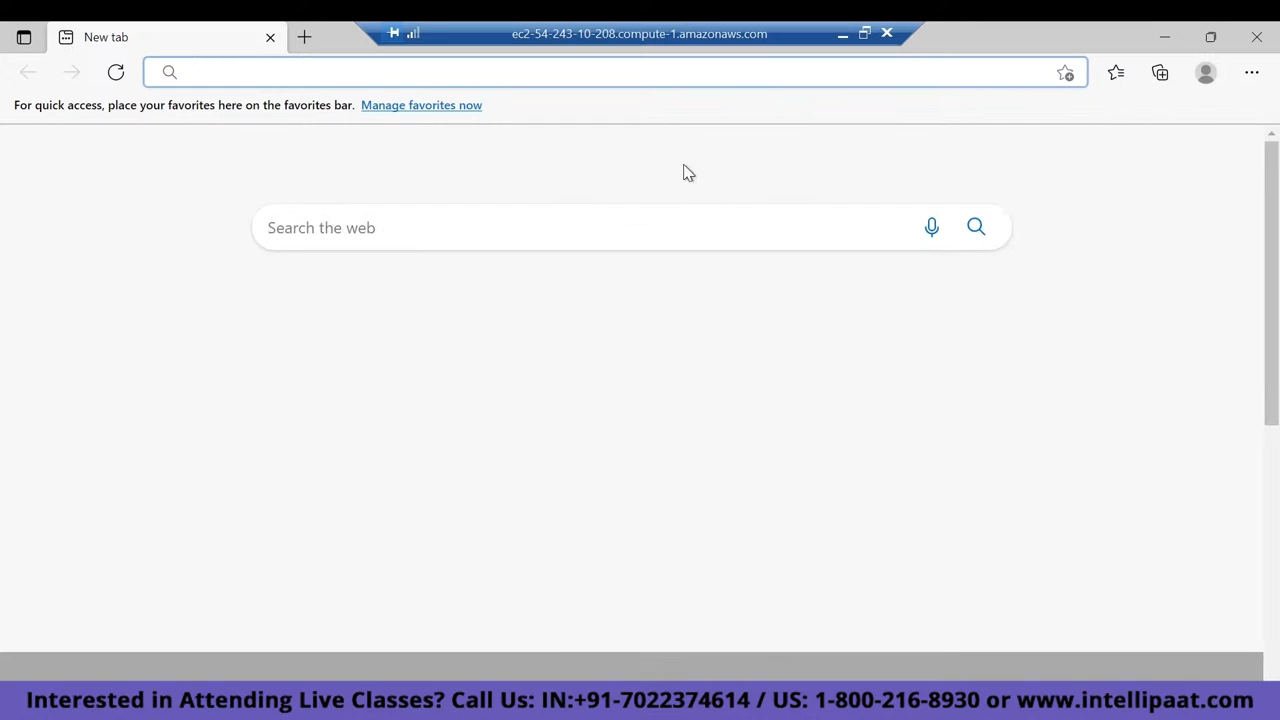 New tab
ec2-54-243-10-208.compute-1.amazonaws.com
For quick access, place your favorites here on the favorites bar. Manage favorites now
Search the web
Interested in Attending Live Classes? Call Us: IN:+91-7022374614 / US: 1-800-216-8930 or www.intellipaat.com